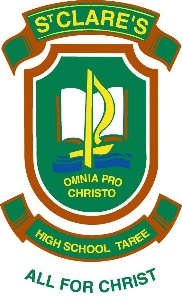 ST CLARE'S
OMNIA PRO
CHRISTO
HIGH SCHOOL TAREE
ALL FOR CHRIST